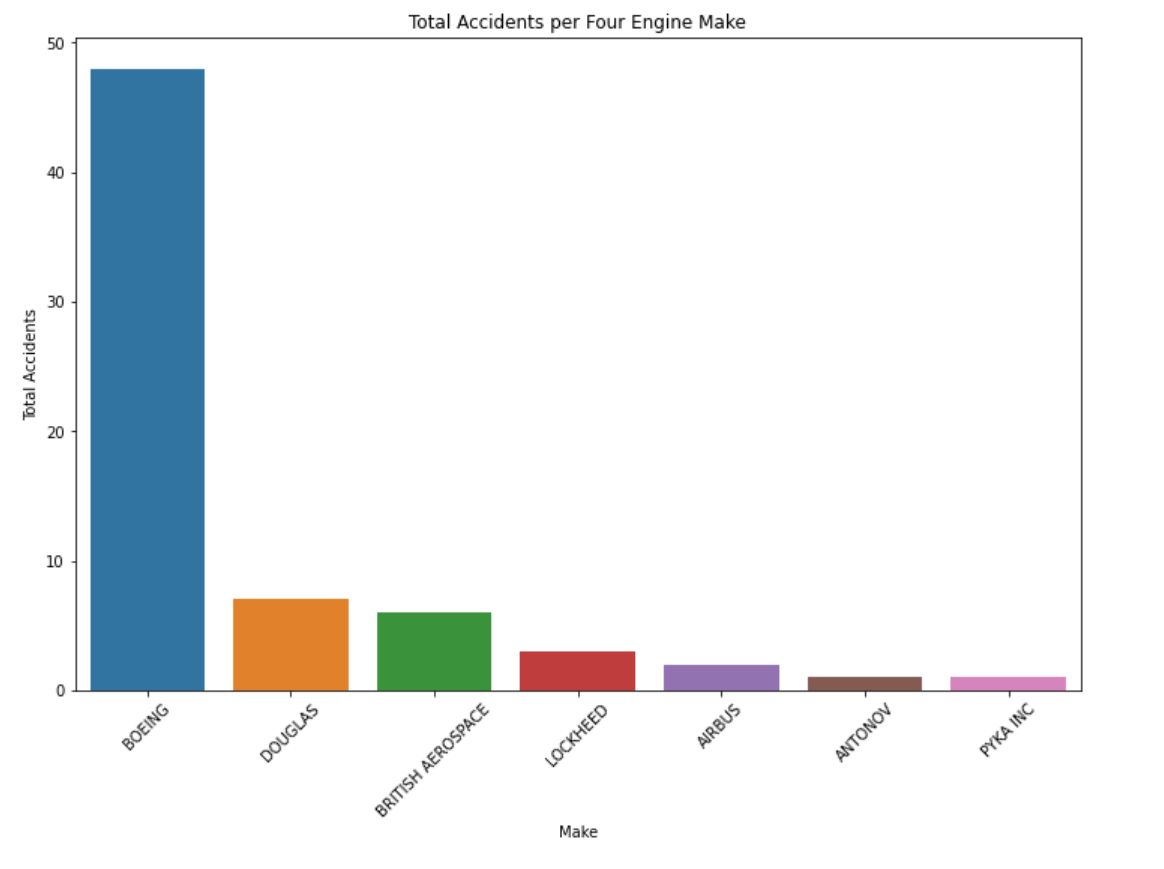 Total Accidents per Four Engine Make
50
40
30
20
10
0
Total Accidents
BOEING
DOUGLAS
BRITISH AEROSPACE
LOCKHEED
AIRBUS
ANTONOV
PYKA INC
Make